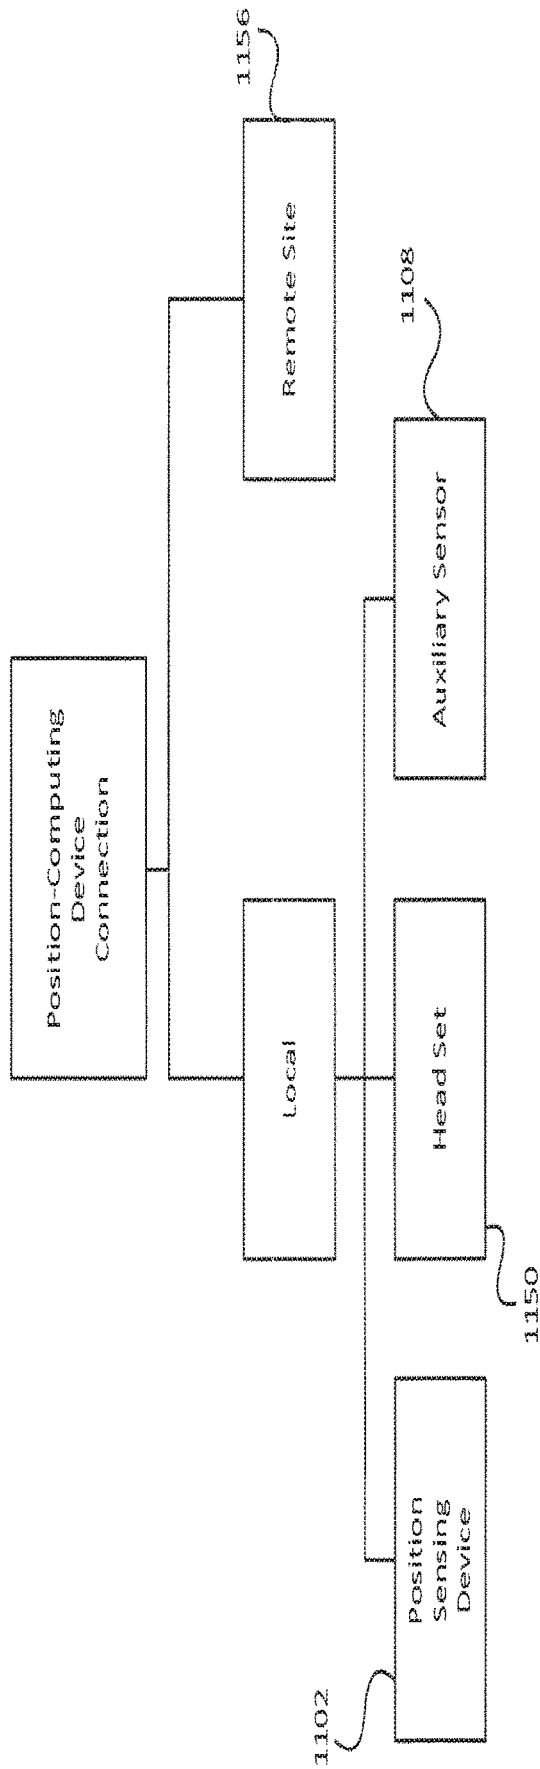 Position-Computing
Device
Connection
Local
Remote Site
1156
Position
Sensing
Device
1102
Head Set
1150
Auxiliary Sensor
1108